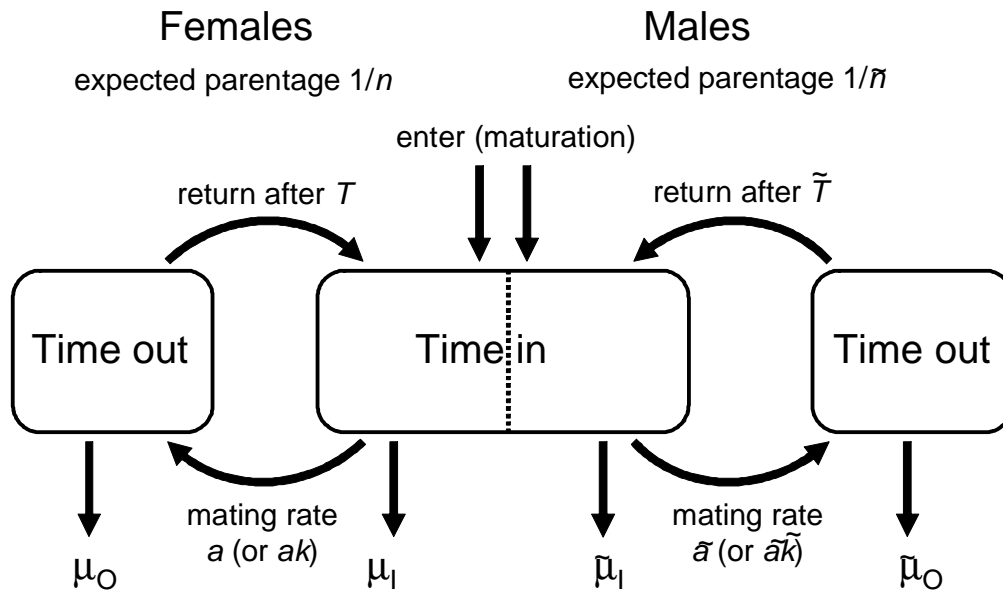 Females Males
expected parentage 1/n expected parentage 1/ñ
enter (maturation)
return after T return after T̃
Time out Time in Time out
mating rate mating rate
a (or ak) ã (or ãk̃)
μO μI μ̃I μ̃O